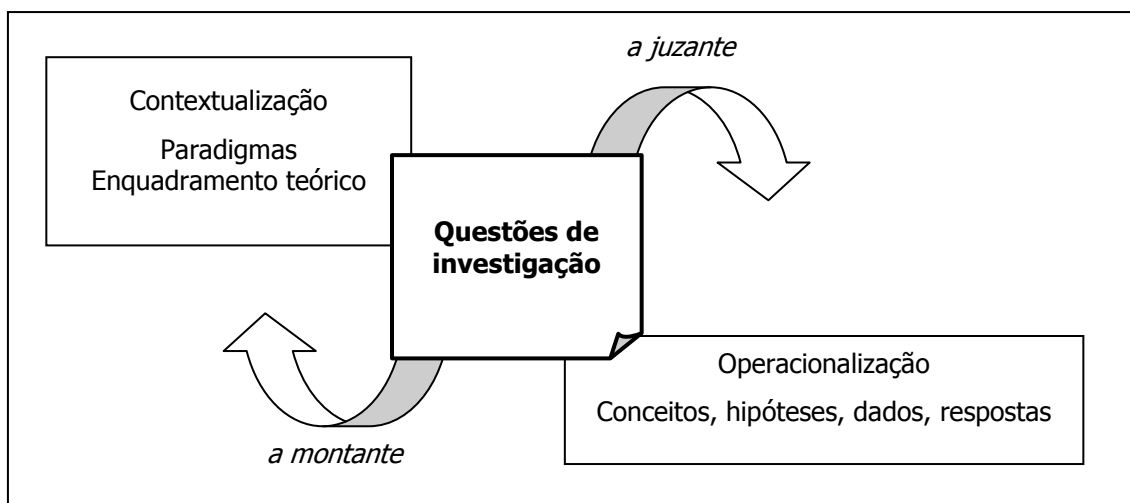 a juzante
Contextualização
Paradigmas
Enquadramento teórico
Questões de
investigação
Operacionalização
Conceitos, hipóteses, dados, respostas
a montante